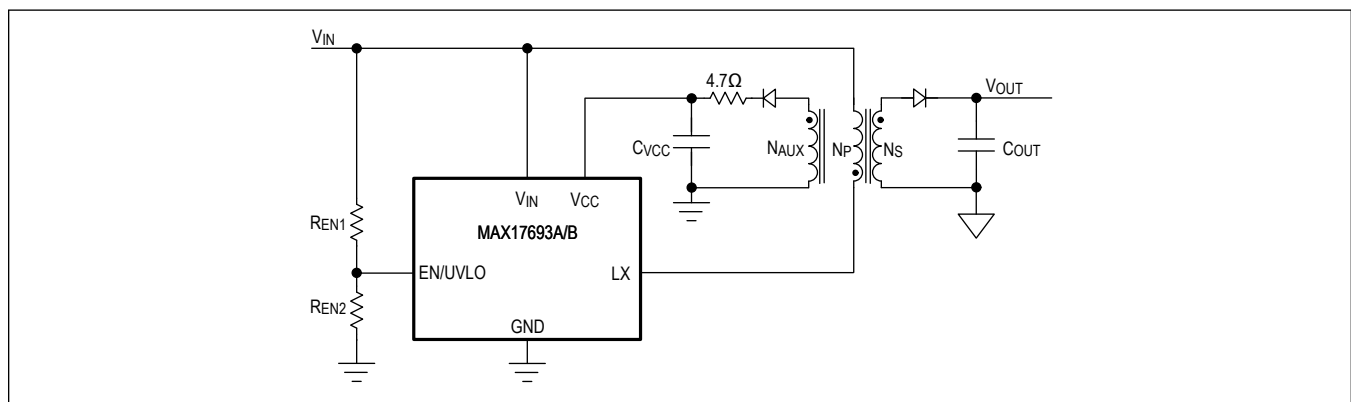 VIN
4.7Ω
VOUT
CVCC
NAUX
NP
NS
COUT
VIN
VCC
MAX17693A/B
REN1
EN/UVLO
LX
REN2
GND